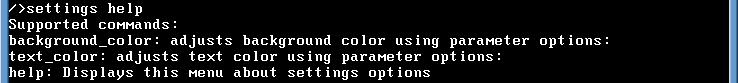 />settings help
Supported commands:
background_color: adjusts background color using parameter options:
text_color: adjusts text color using parameter options:
help: Displays this menu about settings options